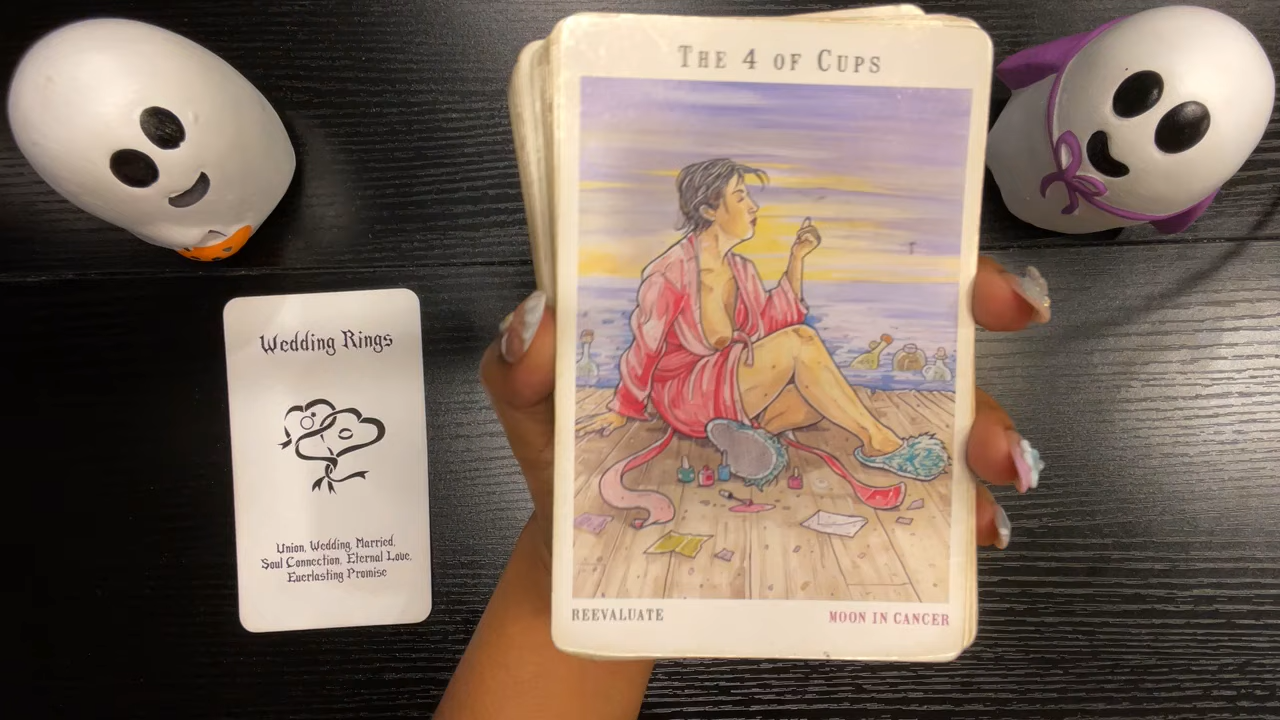 The 4 of Cups
Wedding Rings
Union, Wedding, Married,
Soul Connection, Eternal Love,
Everlasting Promise
REEVALUATE
MOON IN CANCER